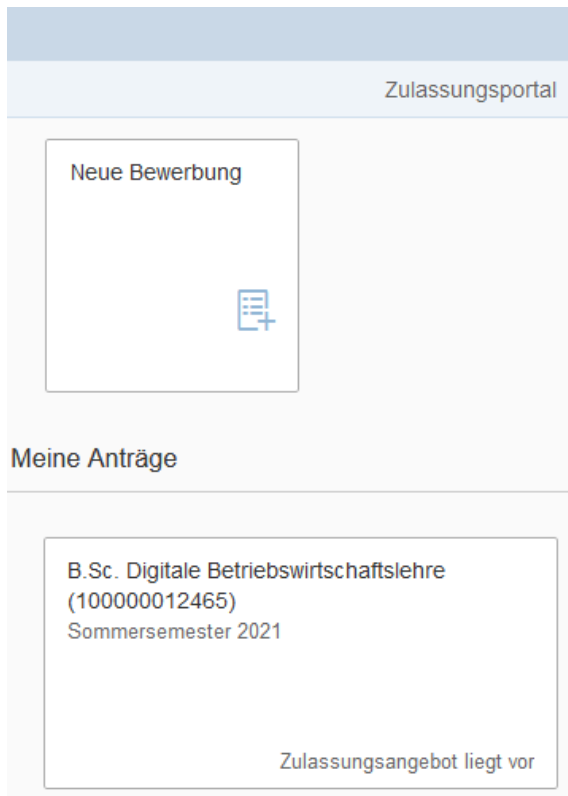 Zulassungsportal
Neue Bewerbung
Meine Anträge
B.Sc. Digitale Betriebswirtschaftslehre
(100000012465)
Sommersemester 2021
Zulassungsangebot liegt vor